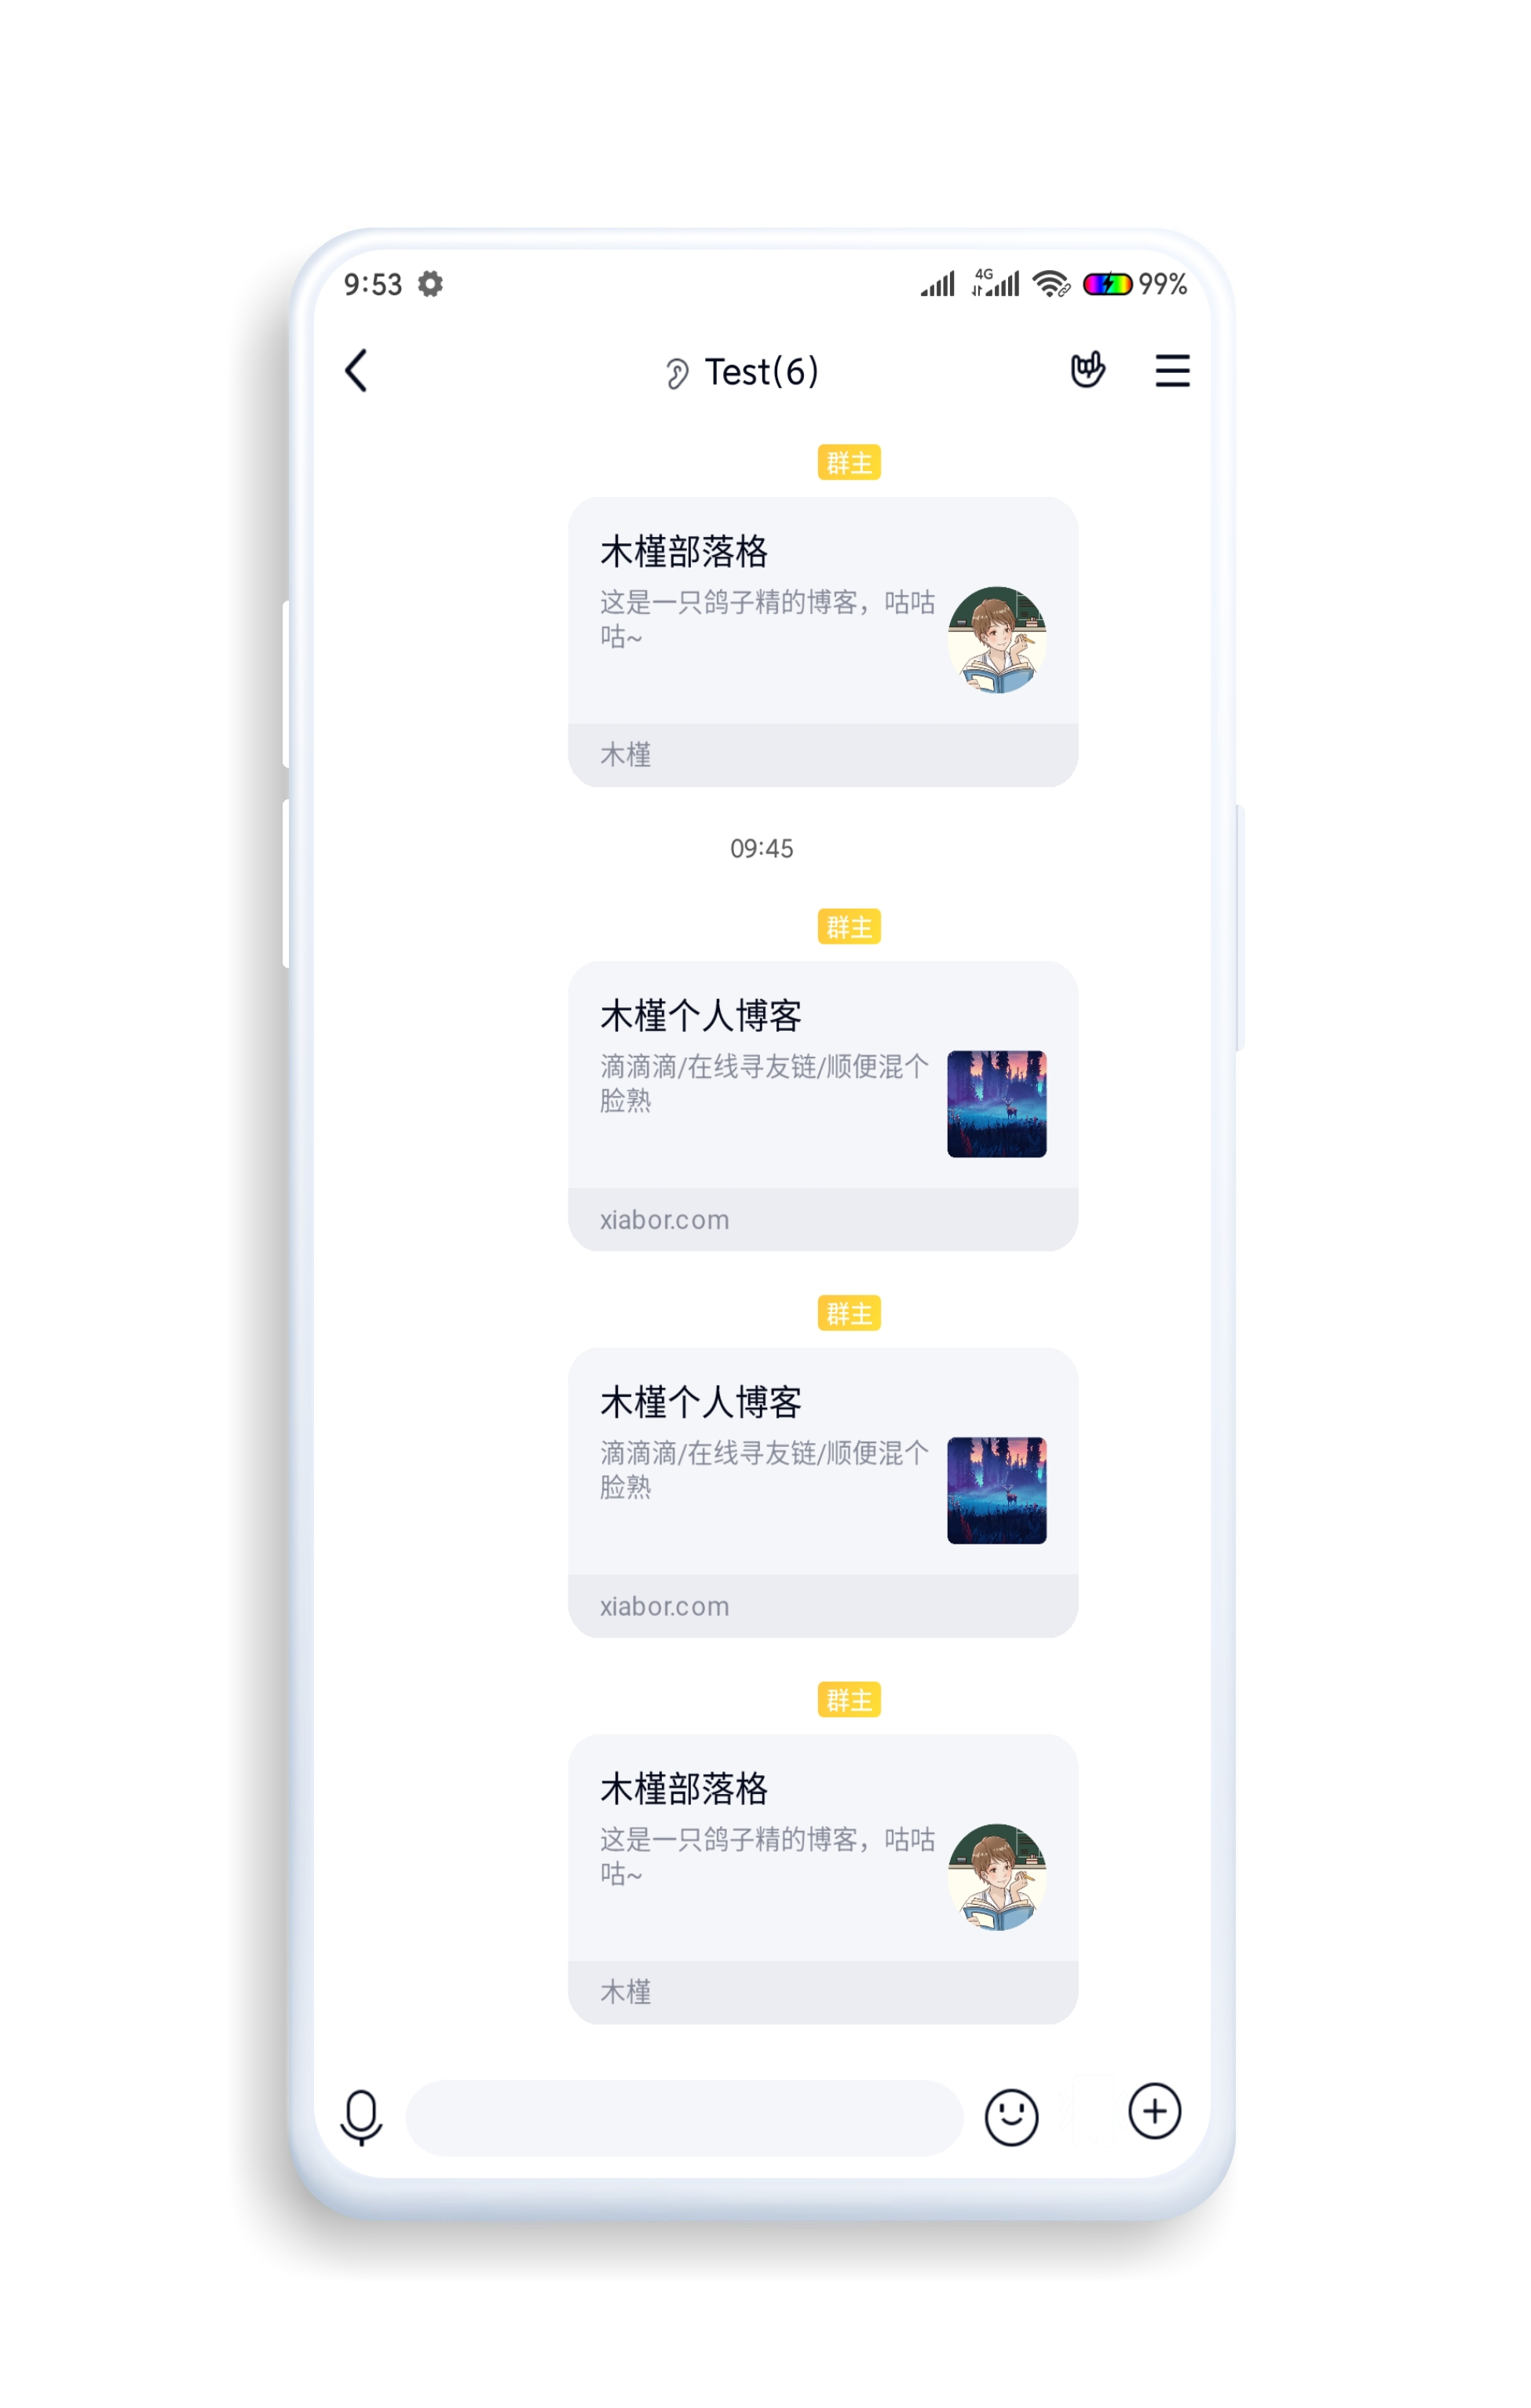 9:53
4G
99%
Test(6)
群主
木槿部落格
这是一只鸽子精的博客，咕咕
咕~
木槿
09:45
群主
木槿个人博客
滴滴滴/在线寻友链/顺便混个
脸熟
xiabor.com
群主
木槿个人博客
滴滴滴/在线寻友链/顺便混个
脸熟
xiabor.com
群主
木槿部落格
这是一只鸽子精的博客，咕咕
咕~
木槿